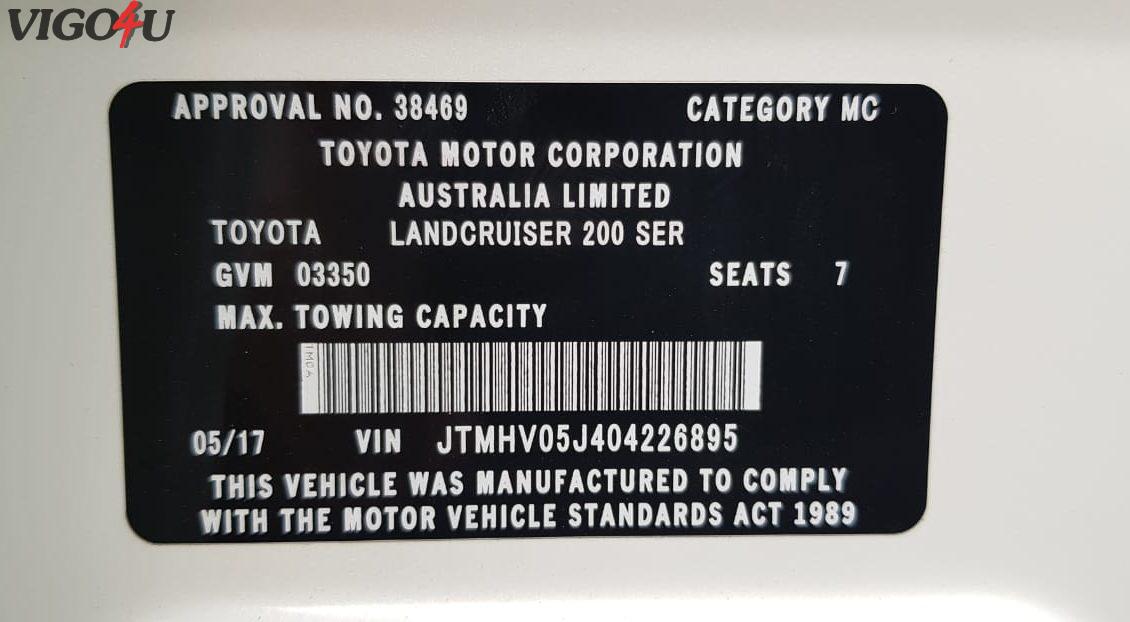 VIGO4U
APPROVAL NO. 38469 CATEGORY MC
TOYOTA MOTOR CORPORATION
AUSTRALIA LIMITED
TOYOTA LANDCRUISER 200 SER
GVM 03350 SEATS 7
MAX. TOWING CAPACITY
05/17 VIN JTMHV05J404226895
THIS VEHICLE WAS MANUFACTURED TO COMPLY
WITH THE MOTOR VEHICLE STANDARDS ACT 1989